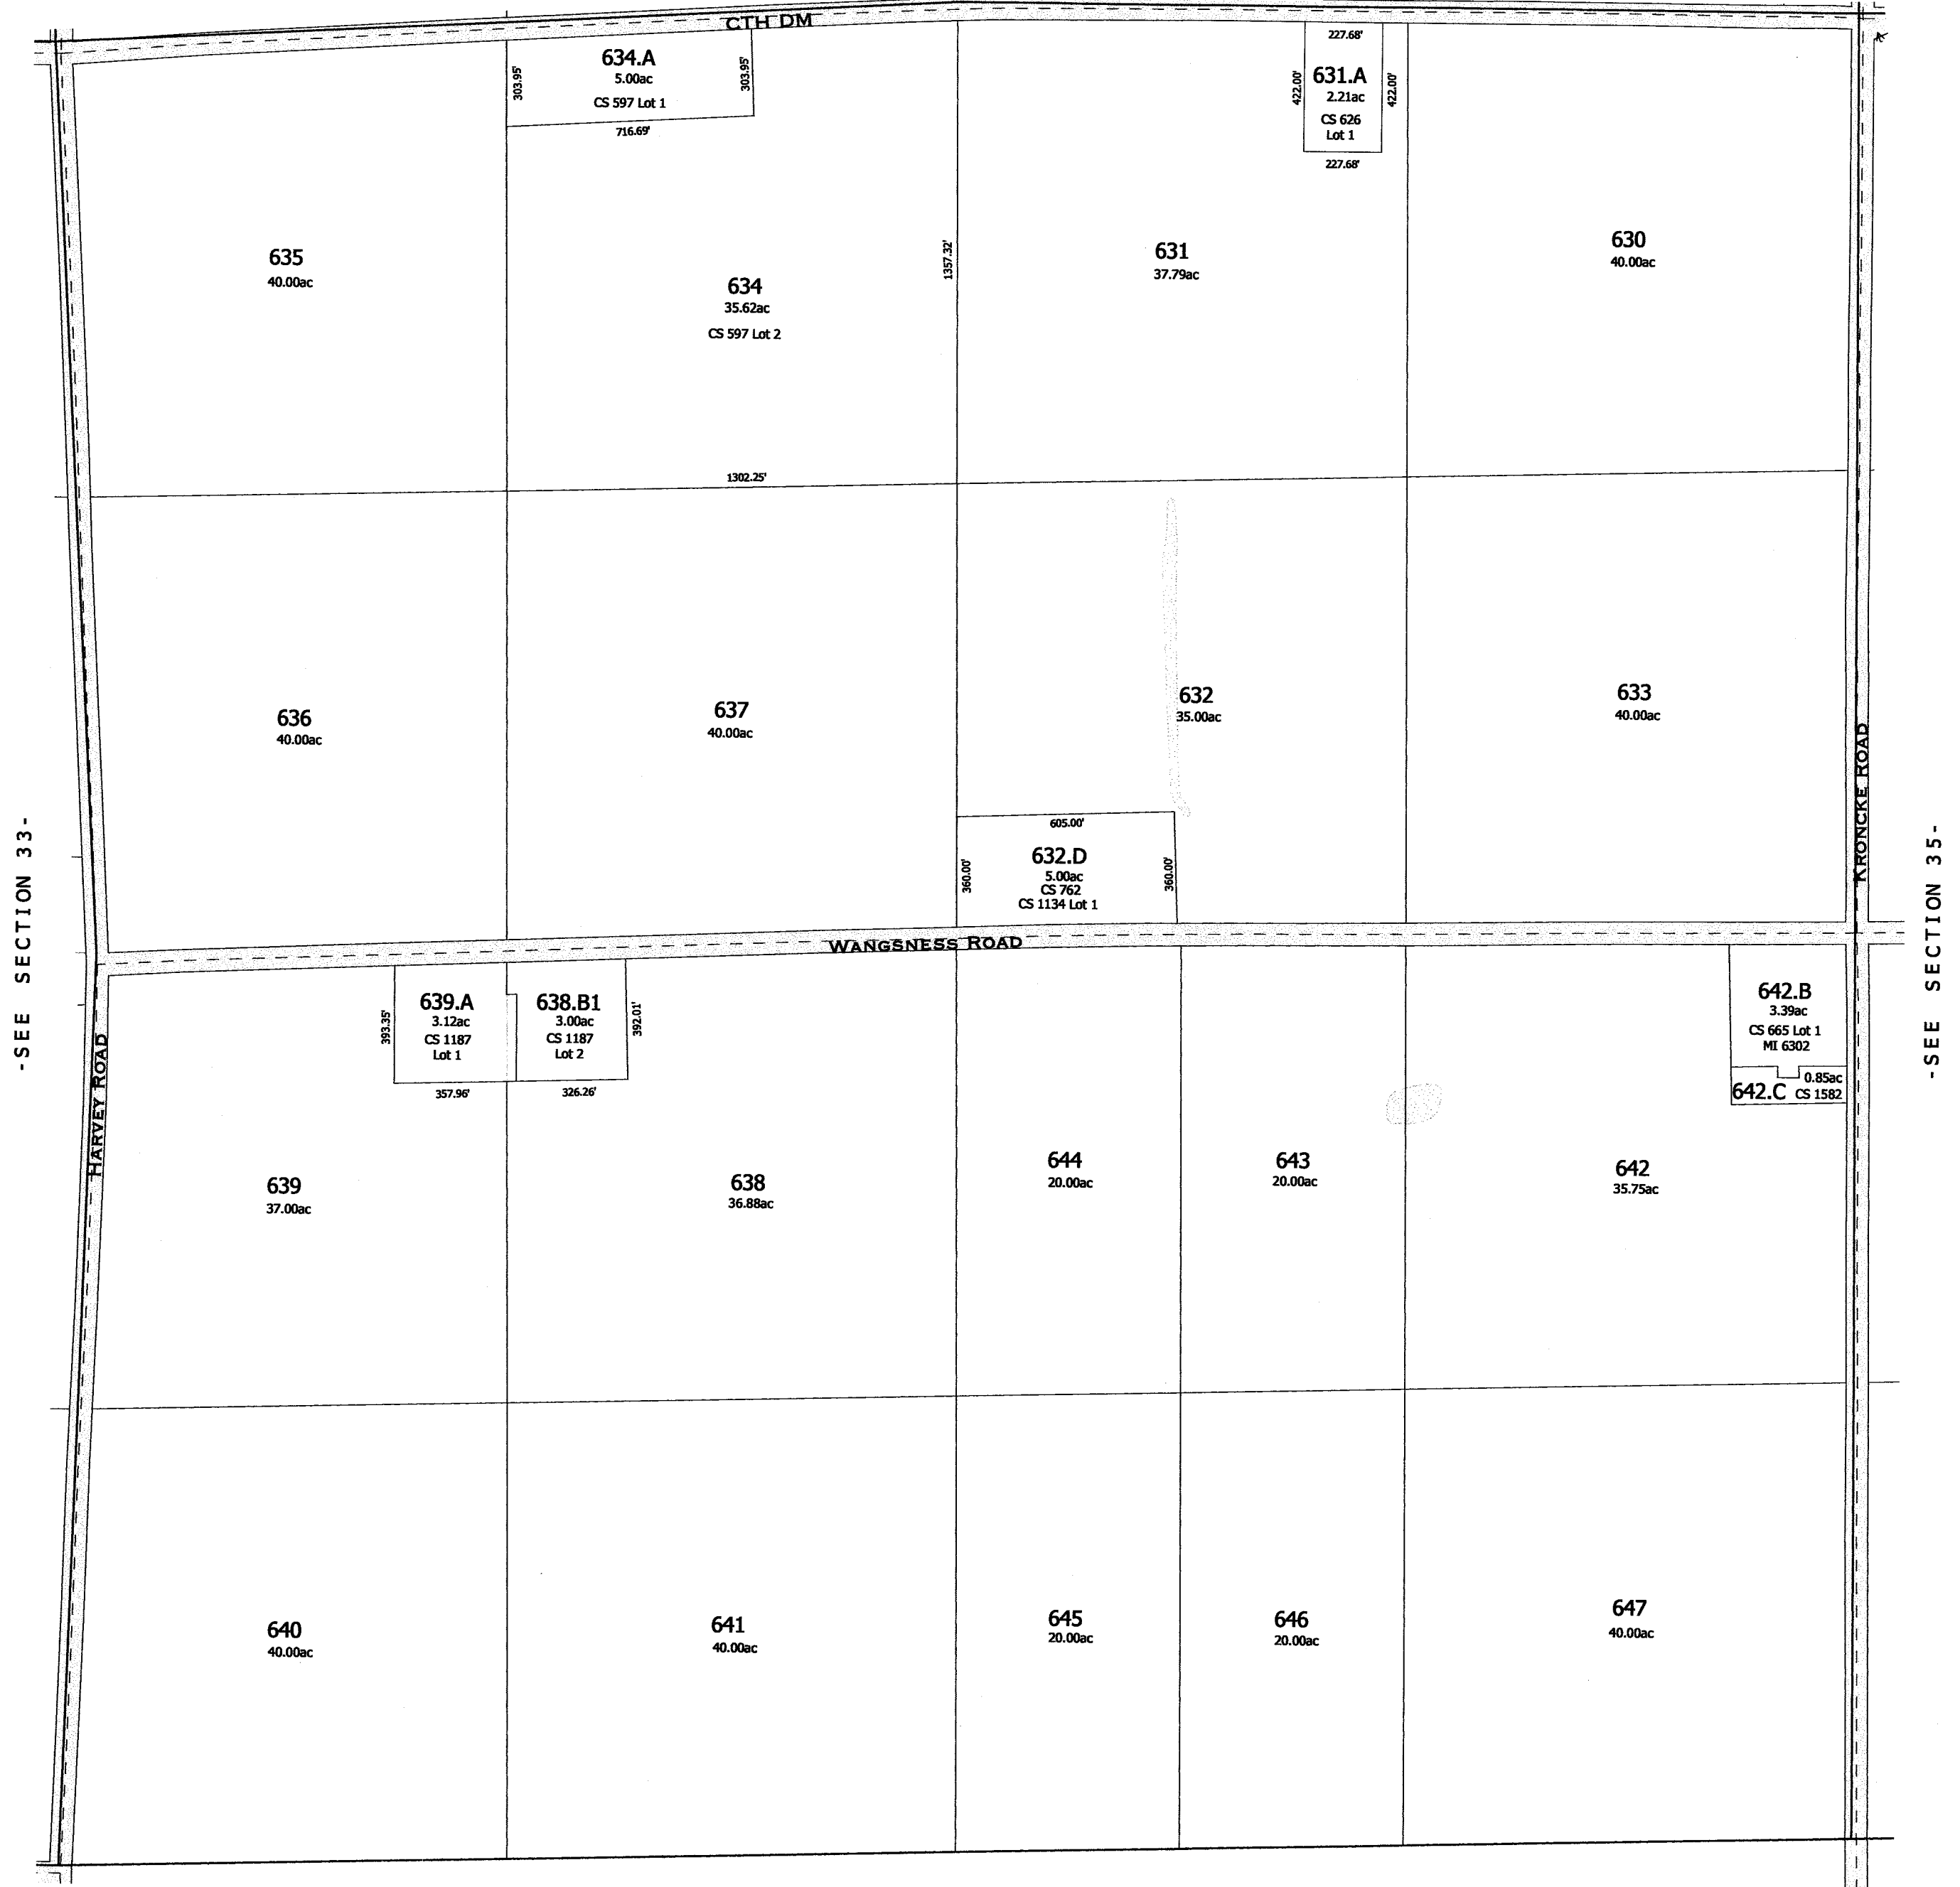 CTH DM
634.A
5.00ac
CS 597 Lot 1
303.95'
303.95'
716.69'
227.68'
631.A
2.21ac
CS 626
Lot 1
422.00'
422.00'
227.68'
635
40.00ac
634
35.62ac
CS 597 Lot 2
1357.32'
631
37.79ac
630
40.00ac
1302.25'
636
40.00ac
637
40.00ac
632
35.00ac
633
40.00ac
605.00'
632.D
5.00ac
CS 762
CS 1134 Lot 1
360.00'
360.00'
KRONCKE ROAD
-SEE SECTION 33-
-SEE SECTION 35-
WANGSNESS ROAD
HARVEY ROAD
393.35'
639.A
3.12ac
CS 1187
Lot 1
357.96'
638.B1
3.00ac
CS 1187
Lot 2
392.01'
326.26'
642.B
3.39ac
CS 665 Lot 1
MI 6302
0.85ac
642.C CS 1582
639
37.00ac
638
36.88ac
644
20.00ac
643
20.00ac
642
35.75ac
640
40.00ac
641
40.00ac
645
20.00ac
646
20.00ac
647
40.00ac